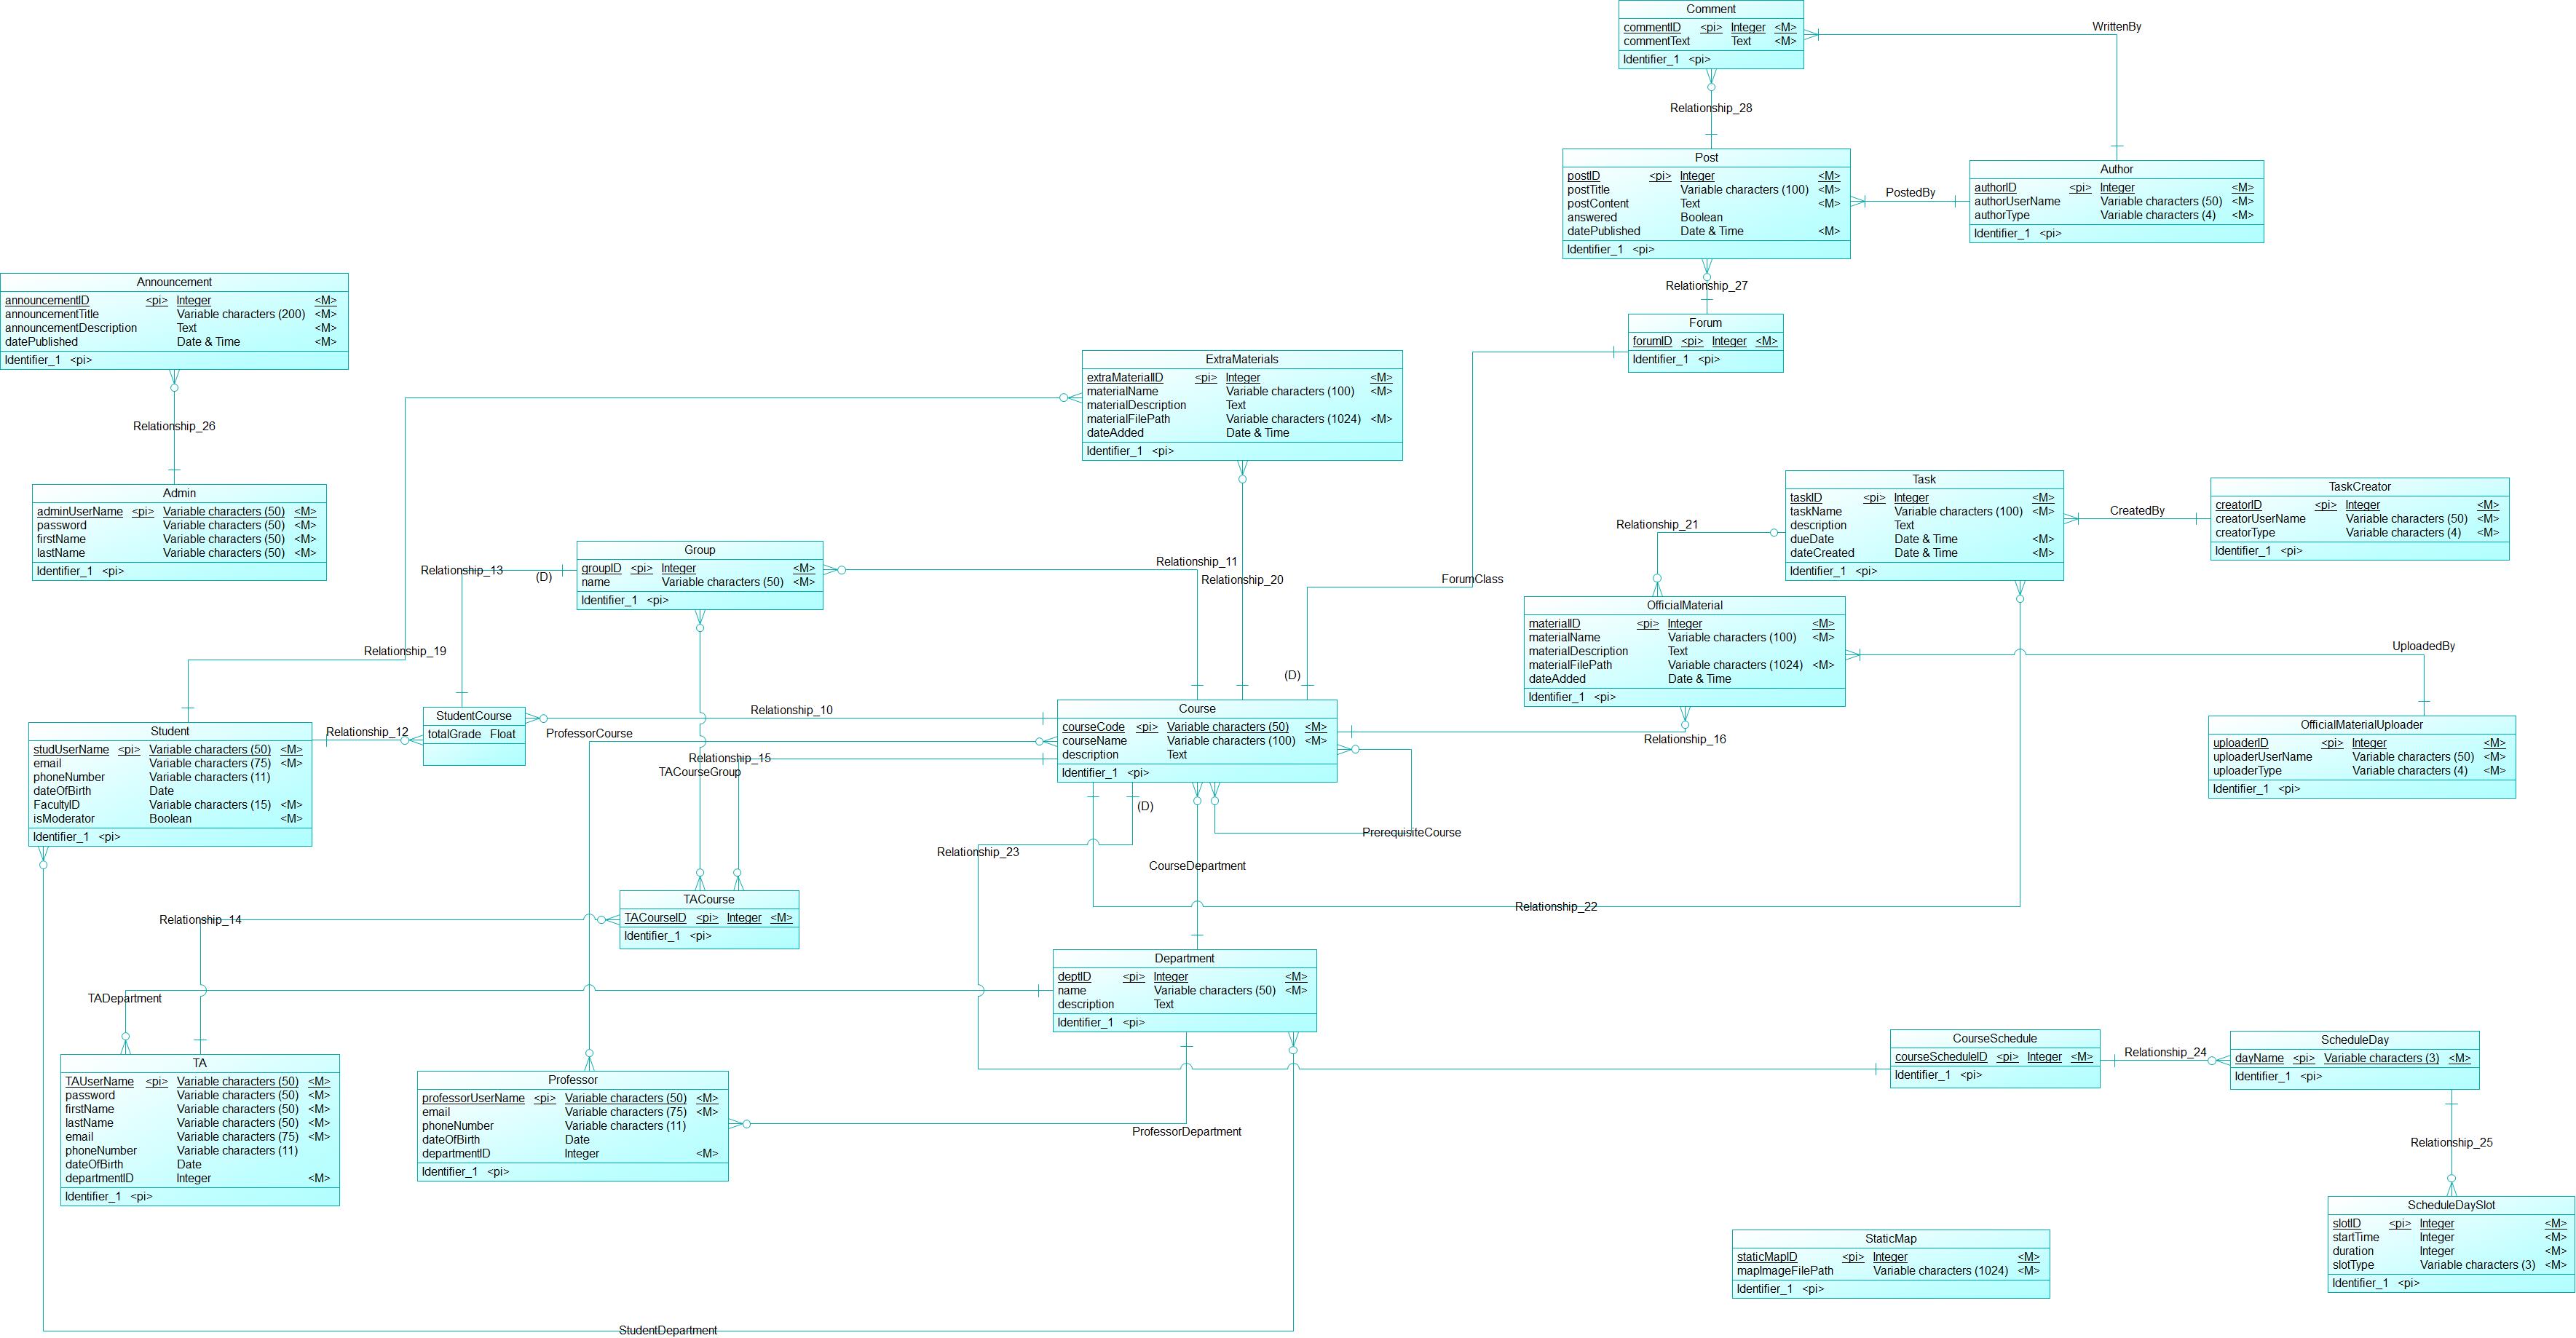 Comment
commentID <pi> Integer <M>
commentText Text <M>
Identifier_1 <pi>
WrittenBy
Relationship_28
Post
postID <pi> Integer <M>
postTitle Variable characters (100) <M>
postContent Text <M>
answered Boolean
datePublished Date & Time <M>
Identifier_1 <pi>
PostedBy
Author
authorID <pi> Integer <M>
authorUserName Variable characters (50) <M>
authorType Variable characters (4) <M>
Identifier_1 <pi>
Relationship_27
Forum
forumID <pi> Integer <M>
Identifier_1 <pi>
Announcement
announcementID <pi> Integer <M>
announcementTitle Variable characters (200) <M>
announcementDescription Text <M>
datePublished Date & Time <M>
Identifier_1 <pi>
Relationship_26
Admin
adminUserName <pi> Variable characters (50) <M>
password Variable characters (50) <M>
firstName Variable characters (50) <M>
lastName Variable characters (50) <M>
Identifier_1 <pi>
ExtraMaterials
extraMaterialID <pi> Integer <M>
materialName Variable characters (100) <M>
materialDescription Text
materialFilePath Variable characters (1024) <M>
dateAdded Date & Time
Identifier_1 <pi>
Task
taskID <pi> Integer <M>
taskName Variable characters (100) <M>
description Text
dueDate Date & Time <M>
dateCreated Date & Time <M>
Identifier_1 <pi>
CreatedBy
TaskCreator
creatorID <pi> Integer <M>
creatorUserName Variable characters (50) <M>
creatorType Variable characters (4) <M>
Identifier_1 <pi>
Relationship_21
Group
groupID <pi> Integer <M>
name Variable characters (50) <M>
Identifier_1 <pi>
Relationship_13
(D)
Relationship_11
Relationship_20
ForumClass
OfficialMaterial
materialID <pi> Integer <M>
materialName Variable characters (100) <M>
materialDescription Text
materialFilePath Variable characters (1024) <M>
dateAdded Date & Time
Identifier_1 <pi>
UploadedBy
Relationship_19
(D)
Student
studUserName <pi> Variable characters (50) <M>
email Variable characters (75) <M>
phoneNumber Variable characters (11)
dateOfBirth Date
FacultyID Variable characters (15) <M>
isModerator Boolean <M>
Identifier_1 <pi>
Relationship_12
StudentCourse
totalGrade Float
Relationship_10
ProfessorCourse
Relationship_15
TACourseGroup
Course
courseCode <pi> Variable characters (50) <M>
courseName Variable characters (100) <M>
description Text
Identifier_1 <pi>
Relationship_16
OfficialMaterialUploader
uploaderID <pi> Integer <M>
uploaderUserName Variable characters (50) <M>
uploaderType Variable characters (4) <M>
Identifier_1 <pi>
(D)
PrerequisiteCourse
Relationship_23
CourseDepartment
TACourse
TACourseID <pi> Integer <M>
Identifier_1 <pi>
Relationship_22
Relationship_14
Department
deptID <pi> Integer <M>
name Variable characters (50) <M>
description Text
Identifier_1 <pi>
TADepartment
TA
TAUserName <pi> Variable characters (50) <M>
password Variable characters (50) <M>
firstName Variable characters (50) <M>
lastName Variable characters (50) <M>
email Variable characters (75) <M>
phoneNumber Variable characters (11)
dateOfBirth Date
departmentID Integer <M>
Identifier_1 <pi>
Professor
professorUserName <pi> Variable characters (50) <M>
email Variable characters (75) <M>
phoneNumber Variable characters (11)
dateOfBirth Date
departmentID Integer <M>
Identifier_1 <pi>
ProfessorDepartment
CourseSchedule
courseScheduleID <pi> Integer <M>
Identifier_1 <pi>
Relationship_24
ScheduleDay
dayName <pi> Variable characters (3) <M>
Identifier_1 <pi>
Relationship_25
ScheduleDaySlot
slotID <pi> Integer <M>
startTime Integer <M>
duration Integer <M>
slotType Variable characters (3) <M>
Identifier_1 <pi>
StaticMap
staticMapID <pi> Integer <M>
mapImageFilePath Variable characters (1024) <M>
Identifier_1 <pi>
StudentDepartment